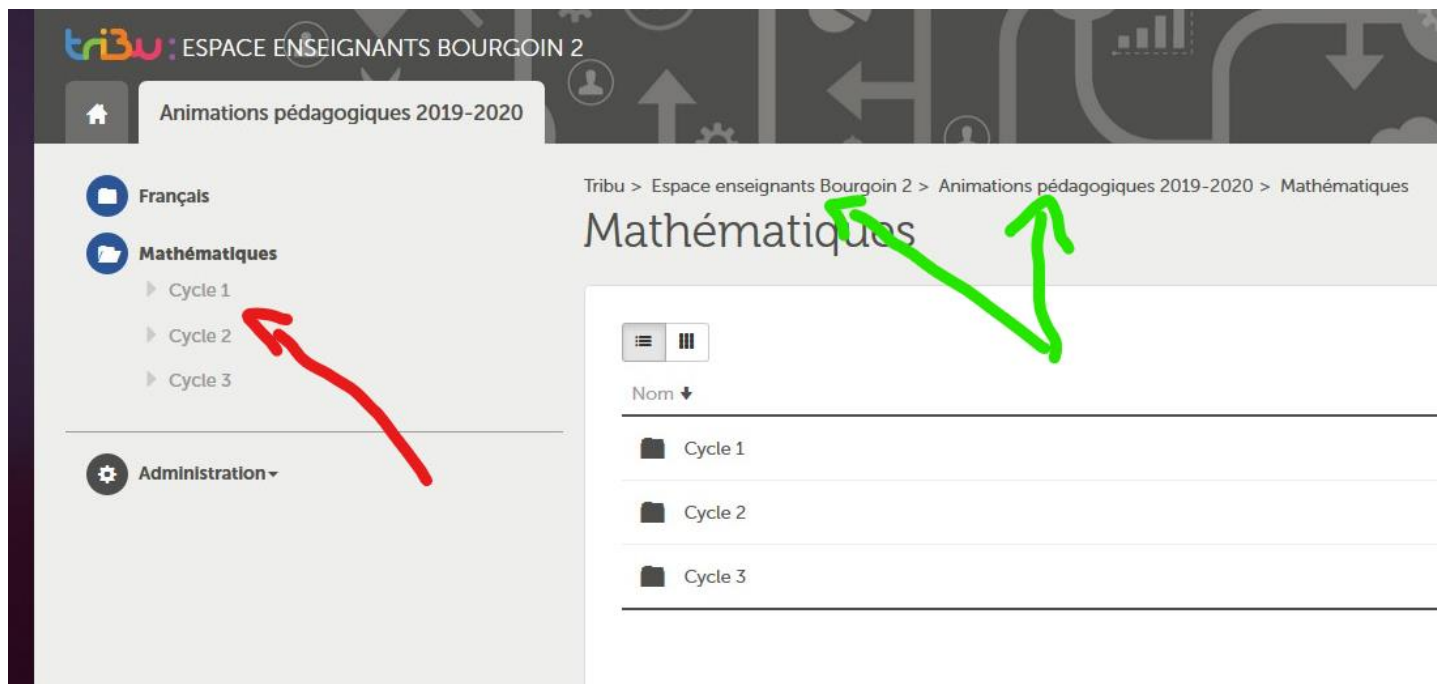 tri3u : ESPACE ENSEIGNANTS BOURGOIN 2
Animations pédagogiques 2019-2020
Français
Mathématiques
Cycle 1
Cycle 2
Cycle 3
Administration
Tribu > Espace enseignants Bourgoin 2 > Animations pédagogiques 2019-2020 > Mathématiques
Mathématiques
Nom
Cycle 1
Cycle 2
Cycle 3